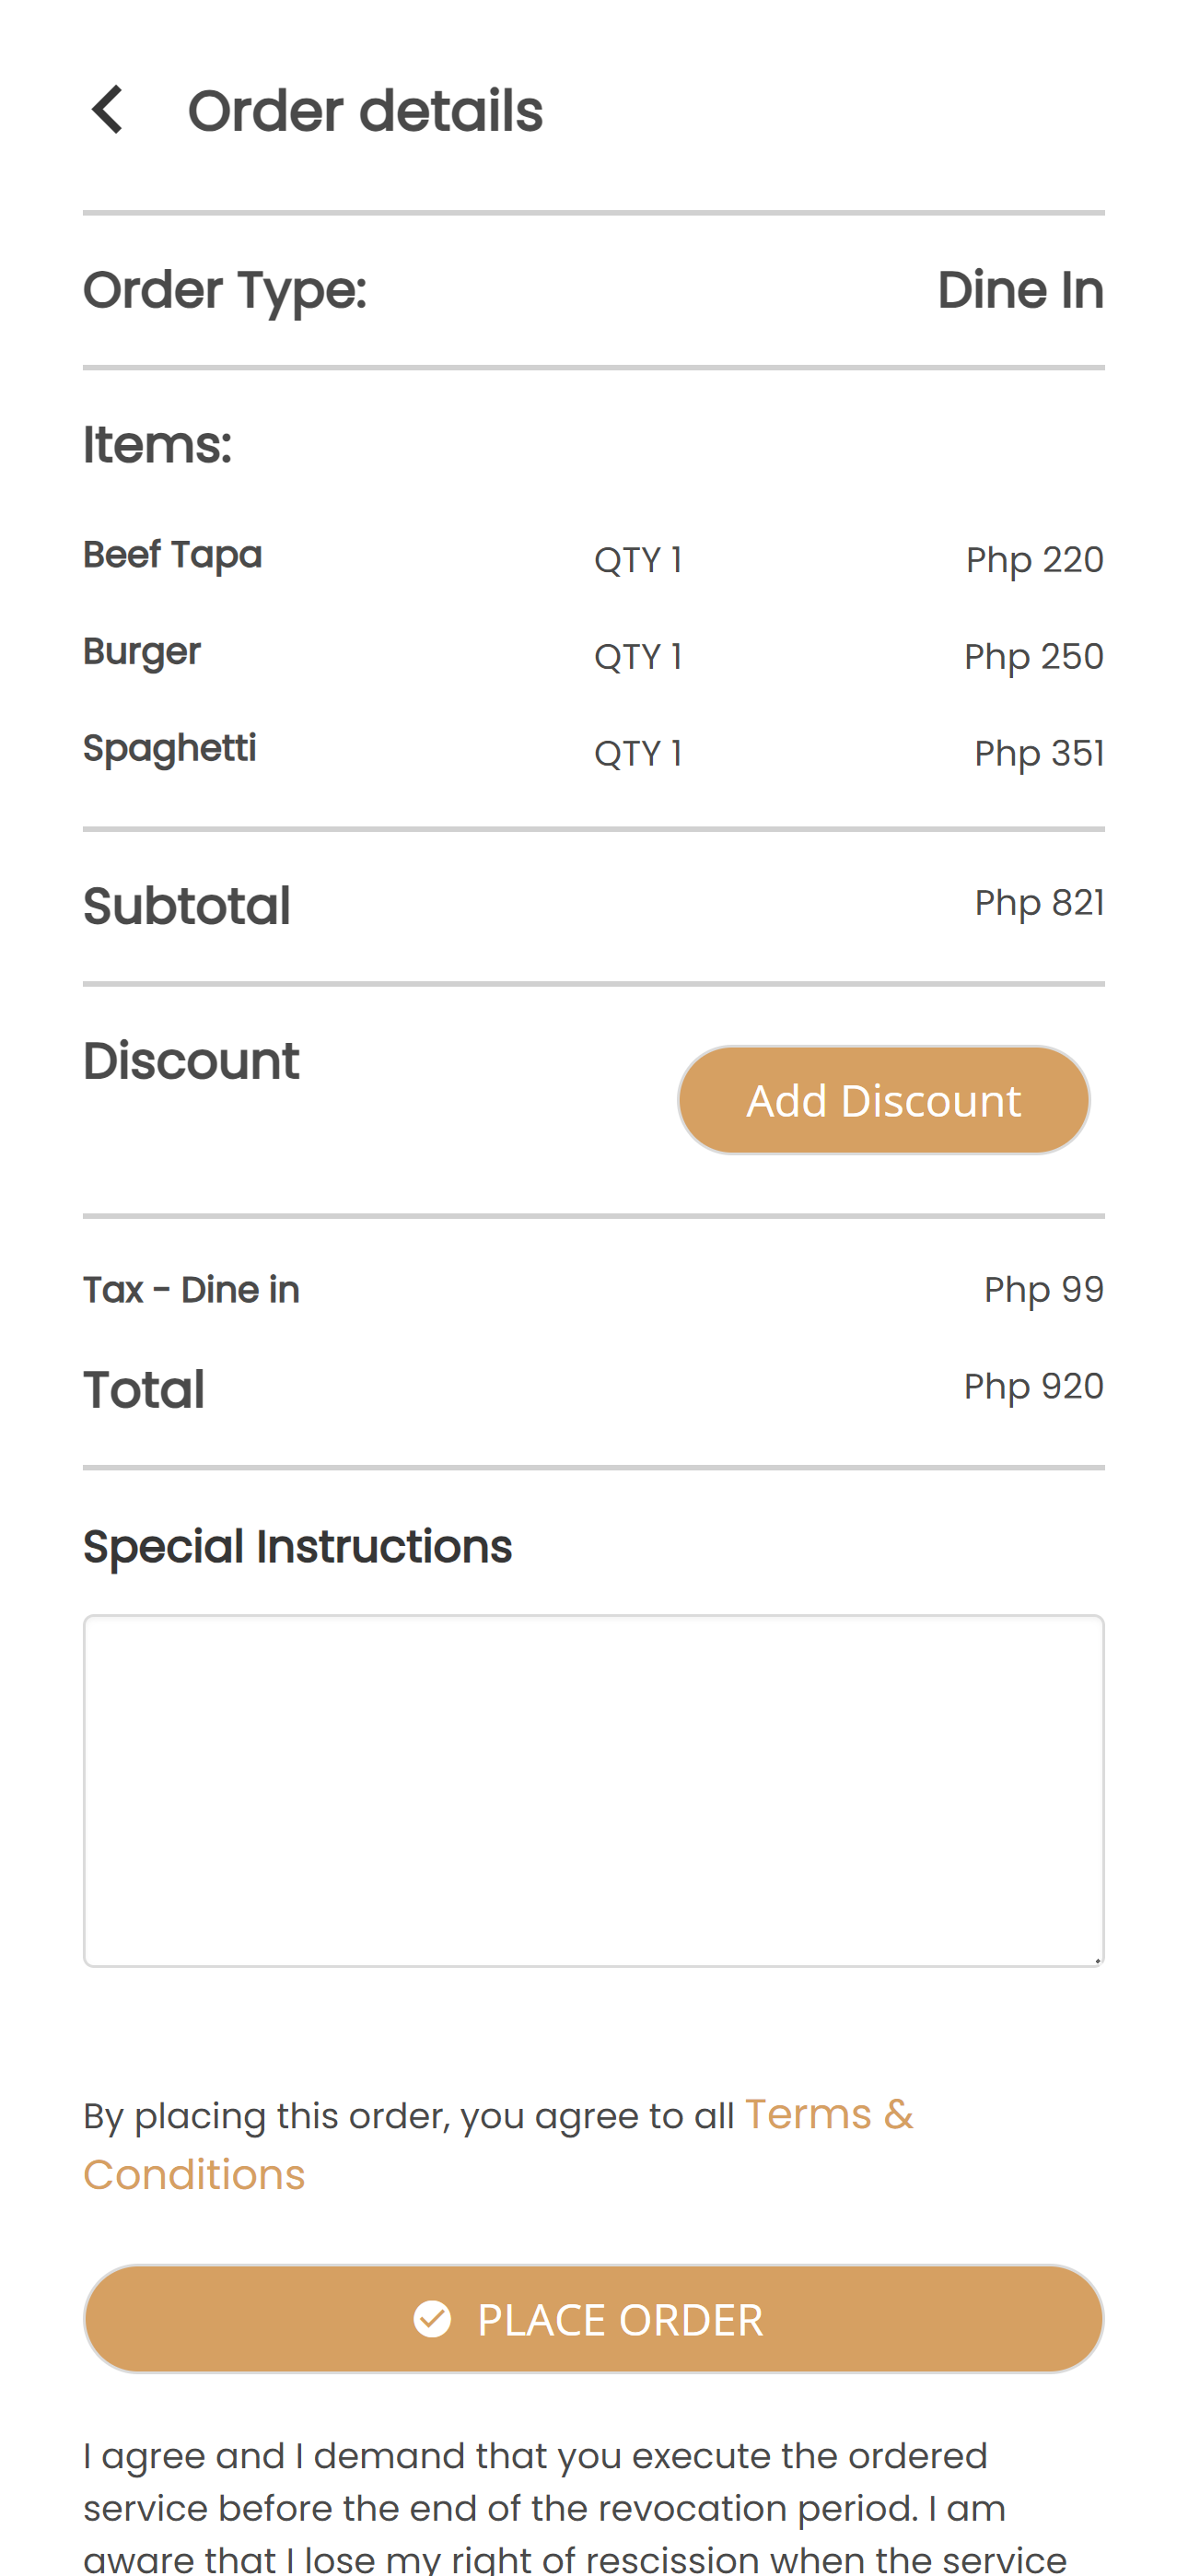 Order details
Order Type: Dine In
Items:
Beef Tapa QTY 1 Php 220
Burger QTY 1 Php 250
Spaghetti QTY 1 Php 351
Subtotal Php 821
Discount Add Discount
Tax - Dine in Php 99
Total Php 920
Special Instructions
By placing this order, you agree to all Terms &
Conditions
PLACE ORDER
I agree and I demand that you execute the ordered
service before the end of the revocation period. I am
aware that I lose my right of rescission when the service